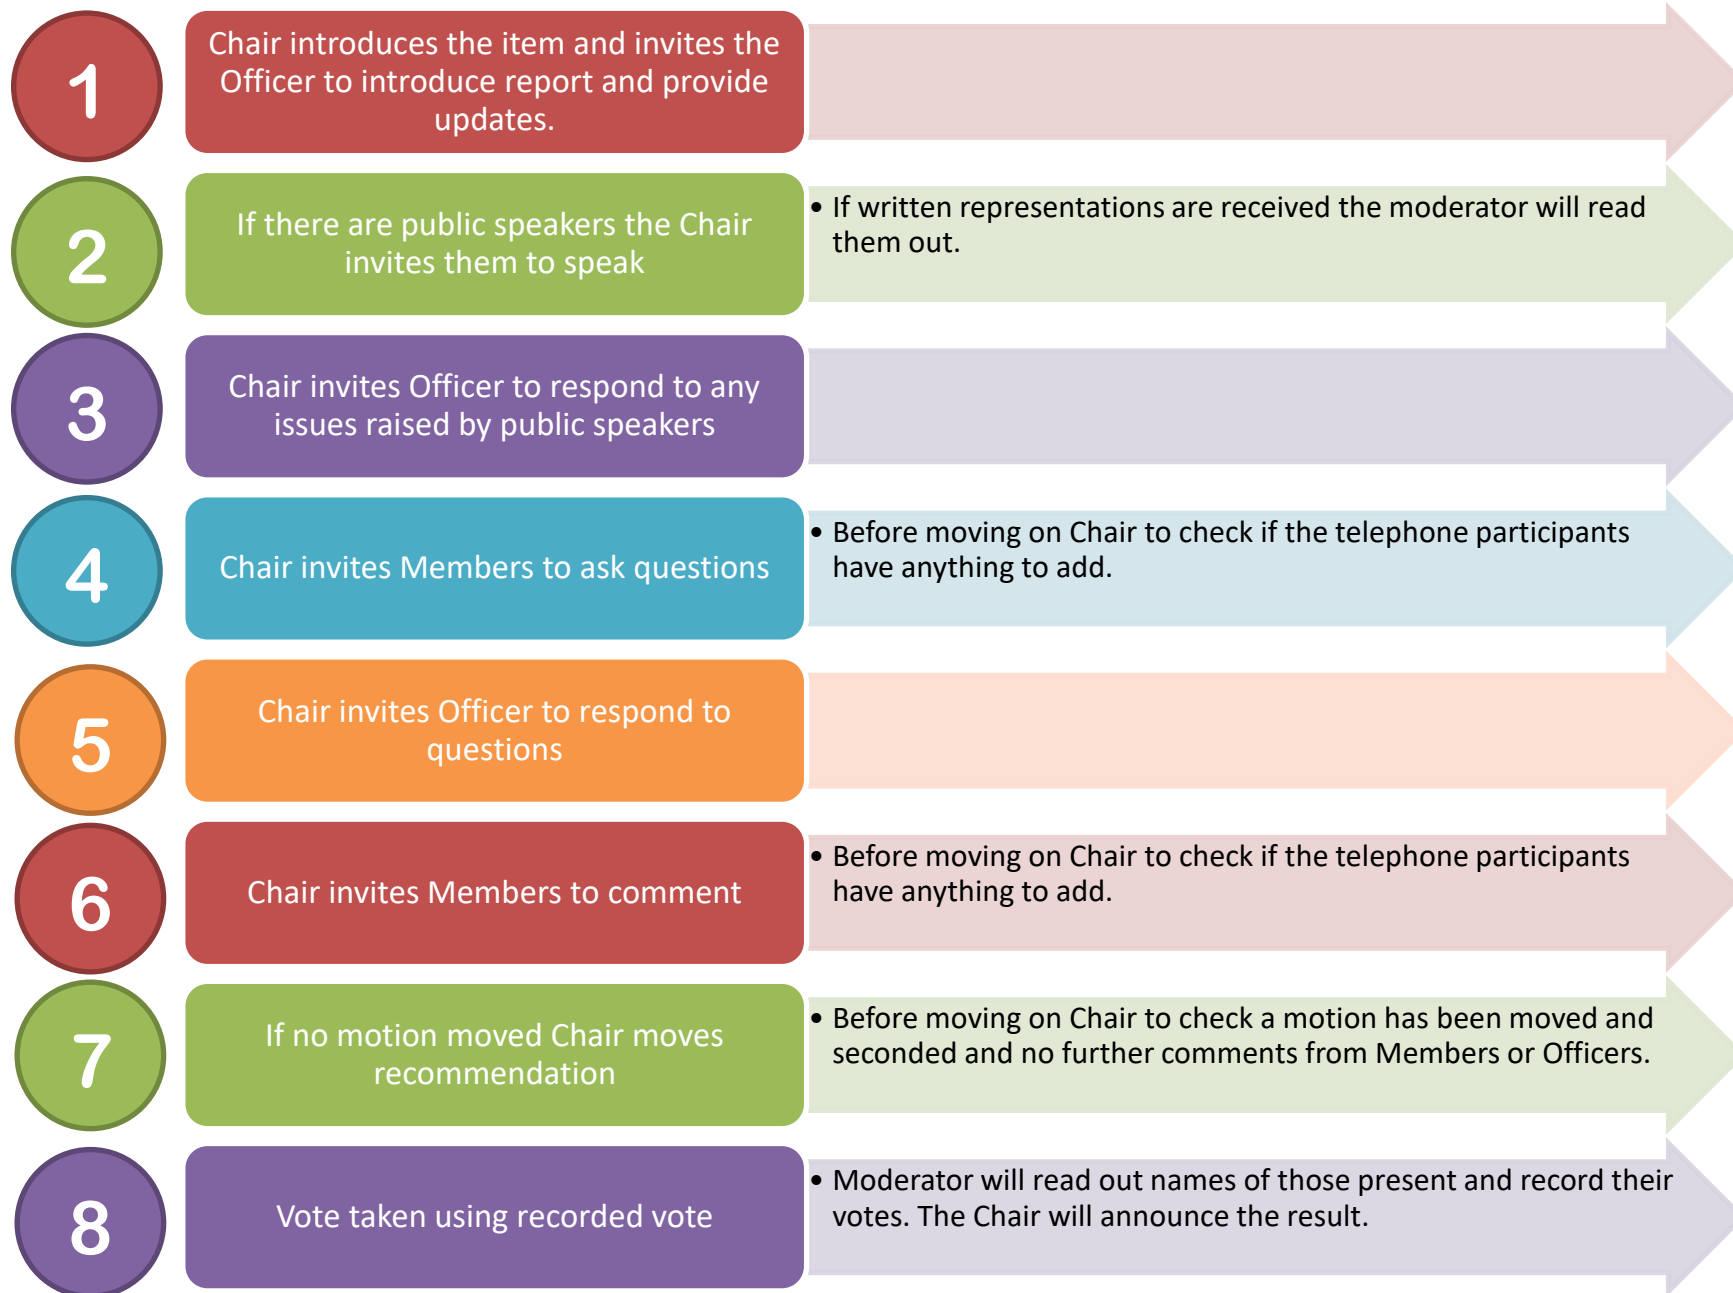 1
Chair introduces the item and invites the
Officer to introduce report and provide
updates.
2
If there are public speakers the Chair
invites them to speak
• If written representations are received the moderator will read
them out.
3
Chair invites Officer to respond to any
issues raised by public speakers
4
Chair invites Members to ask questions
• Before moving on Chair to check if the telephone participants
have anything to add.
5
Chair invites Officer to respond to
questions
6
Chair invites Members to comment
• Before moving on Chair to check if the telephone participants
have anything to add.
7
If no motion moved Chair moves
recommendation
• Before moving on Chair to check a motion has been moved and
seconded and no further comments from Members or Officers.
8
Vote taken using recorded vote
• Moderator will read out names of those present and record their
votes. The Chair will announce the result.